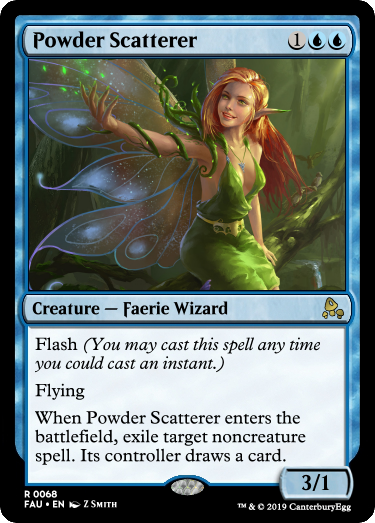 Powder Scatterer 1
Creature — Faerie Wizard
Flash (You may cast this spell any time
you could cast an instant.)
Flying
When Powder Scatterer enters the
battlefield, exile target noncreature
spell. Its controller draws a card.
3/1
R 0068
FAU • EN Z Smith
™ & © 2019 CanterburyEgg